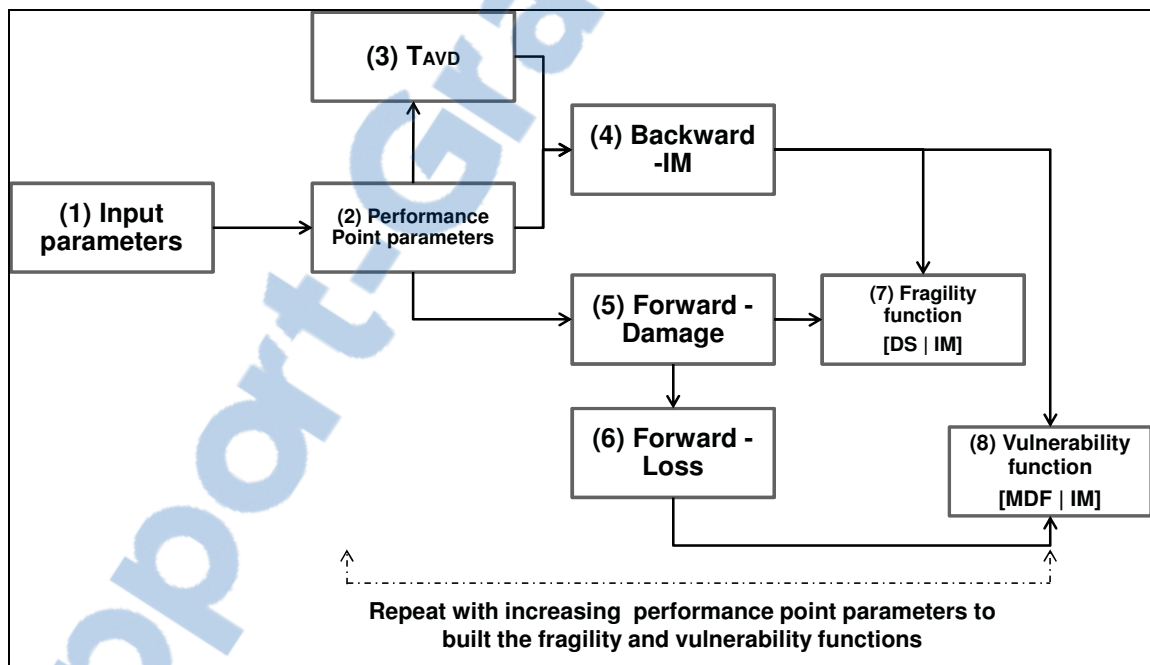 (3) TAVD
(4) Backward
-IM
(1) Input
parameters
(2) Performance
Point parameters
(5) Forward -
Damage
(7) Fragility
function
[DS | IM]
(6) Forward -
Loss
(8) Vulnerability
function
[MDF | IM]
Repeat with increasing performance point parameters to
built the fragility and vulnerability functions
pport-Gra